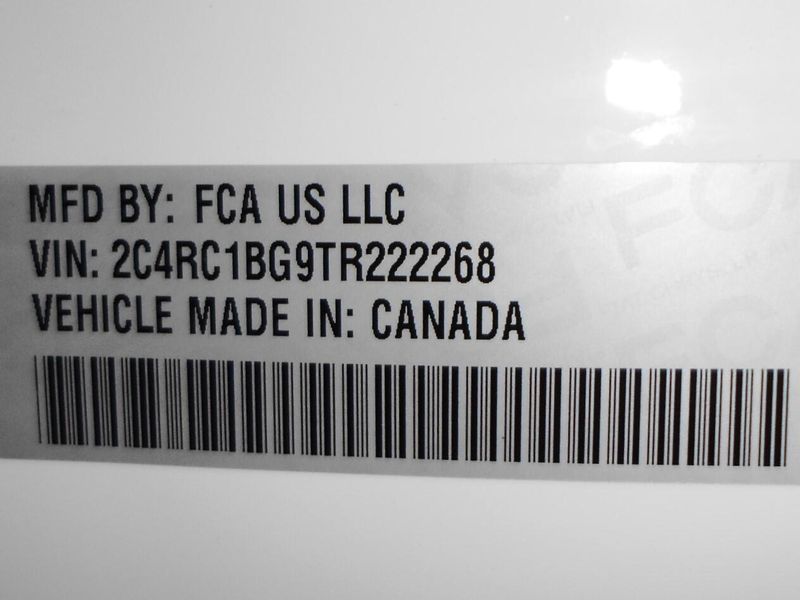 MFD BY: FCA US LLC
VIN: 2C4RC1BG9TR222268
VEHICLE MADE IN: CANADA